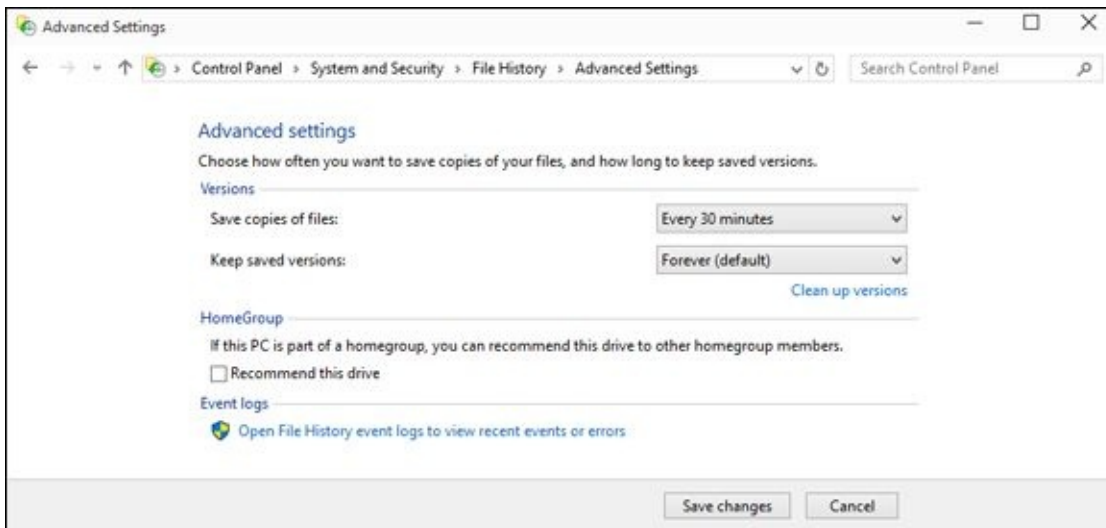 Advanced Settings
Control Panel › System and Security › File History › Advanced Settings Search Control Panel
Advanced settings
Choose how often you want to save copies of your files, and how long to keep saved versions.
Versions
Save copies of files: Every 30 minutes
Keep saved versions: Forever (default)
Clean up versions
HomeGroup
If this PC is part of a homegroup, you can recommend this drive to other homegroup members.
Recommend this drive
Event logs
Open File History event logs to view recent events or errors
Save changes Cancel